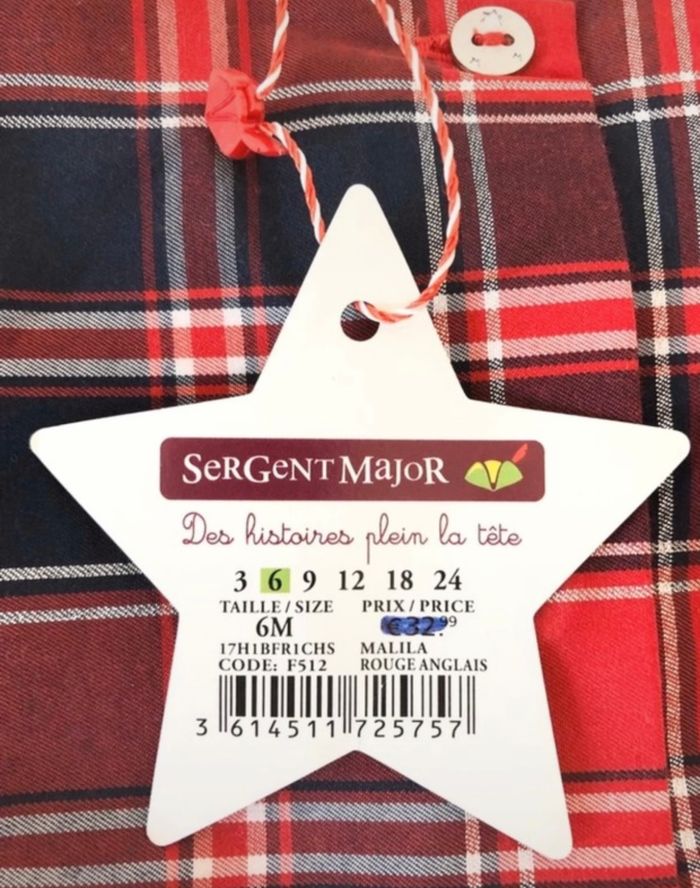 SeRGeNT MajoR
Des histoires plein la tête
3 6 9 12 18 24
TAILLE / SIZE PRIX / PRICE
6M €32.99
17H1BFR1CHS MALILA
CODE: F512 ROUGE ANGLAIS
3 614511 725757